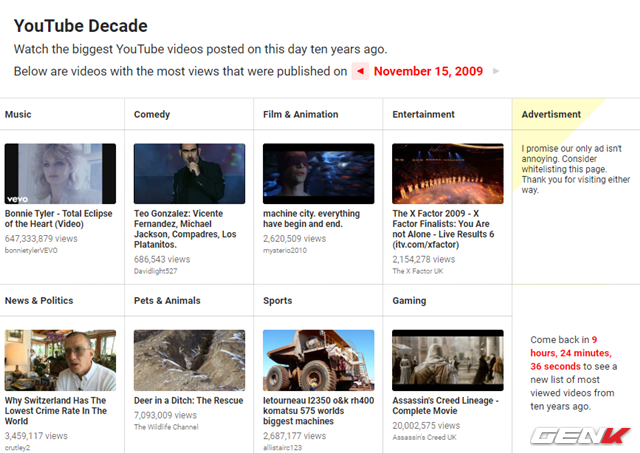 YouTube Decade
Watch the biggest YouTube videos posted on this day ten years ago.
Below are videos with the most views that were published on ◄ November 15, 2009 ►
Music
Comedy
Film & Animation
Entertainment
Advertisment
vevo
Bonnie Tyler - Total Eclipse
of the Heart (Video)
647,333,879 views
bonnietylerVEVO
Teo Gonzalez: Vicente
Fernandez, Michael
Jackson, Compadres, Los
Platanitos.
686,543 views
Davidlight527
machine city. everything
have begin and end.
2,620,509 views
mysterio2010
The X Factor 2009 - X
Factor Finalists: You Are
not Alone - Live Results 6
(itv.com/xfactor)
2,154,278 views
The X Factor UK
I promise our only ad isn't
annoying. Consider
whitelisting this page.
Thank you for visiting either
way.
News & Politics
Pets & Animals
Sports
Gaming
Why Switzerland Has The
Lowest Crime Rate In The
World
3,459,117 views
crutley2
Deer in a Ditch: The Rescue
7,093,009 views
The Wildlife Channel
letourneau l2350 o&k rh400
komatsu 575 worlds
biggest machines
2,687,177 views
allistairc123
Assassin's Creed Lineage -
Complete Movie
20,002,575 views
Assassin's Creed UK
Come back in 9
hours, 24 minutes,
36 seconds to see a
new list of most
viewed videos from
ten years ago.
GENK